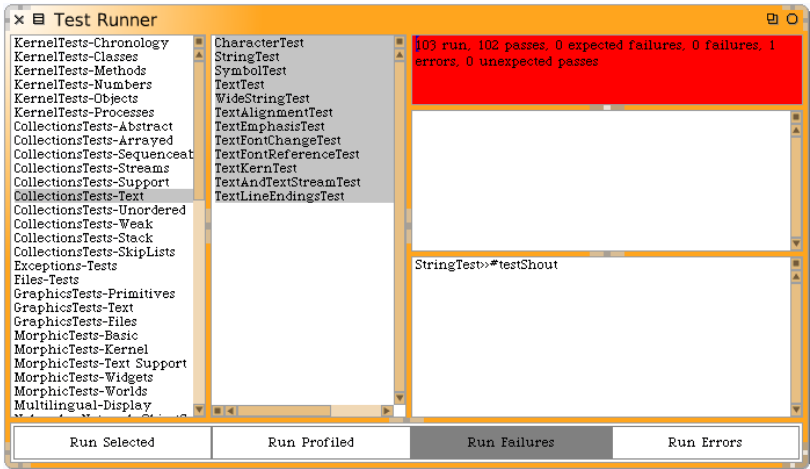 Test Runner
KernelTests-Chronology
KernelTests-Classes
KernelTests-Methods
KernelTests-Numbers
KernelTests-Objects
KernelTests-Processes
CollectionsTests-Abstract
CollectionsTests-Arrayed
CollectionsTests-Sequenceab
CollectionsTests-Streams
CollectionsTests-Support
CollectionsTests-Text
CollectionsTests-Unordered
CollectionsTests-Weak
CollectionsTests-Stack
CollectionsTests-SkipLists
Exceptions-Tests
Files-Tests
GraphicsTests-Primitives
GraphicsTests-Text
GraphicsTests-Files
MorphicTests-Basic
MorphicTests-Kernel
MorphicTests-Text Support
MorphicTests-Widgets
MorphicTests-Worlds
Multilingual-Display
CharacterTest
StringTest
SymbolTest
TextTest
WideStringTest
TextAlignmentTest
TextEmphasisTest
TextFontChangeTest
TextFontReferenceTest
TextKernTest
TextAndTextStreamTest
TextLineEndingsTest
103 run, 102 passes, 0 expected failures, 0 failures, 1
errors, 0 unexpected passes
StringTest>>#testShout
Run Selected
Run Profiled
Run Failures
Run Errors